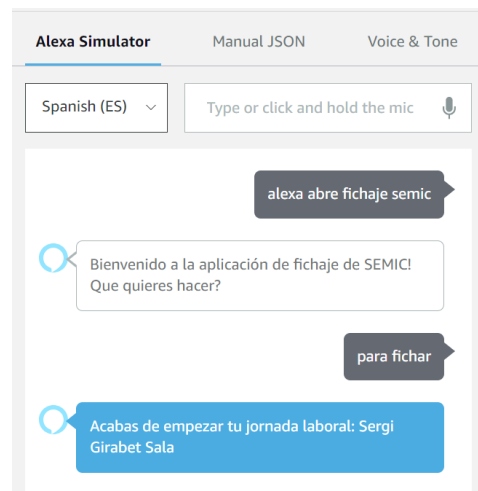 Alexa Simulator Manual JSON Voice & Tone
Spanish (ES) Type or click and hold the mic
alexa abre fichaje semic
Bienvenido a la aplicación de fichaje de SEMIC!
Que quieres hacer?
para fichar
Acabas de empezar tu jornada laboral: Sergi
Girabet Sala